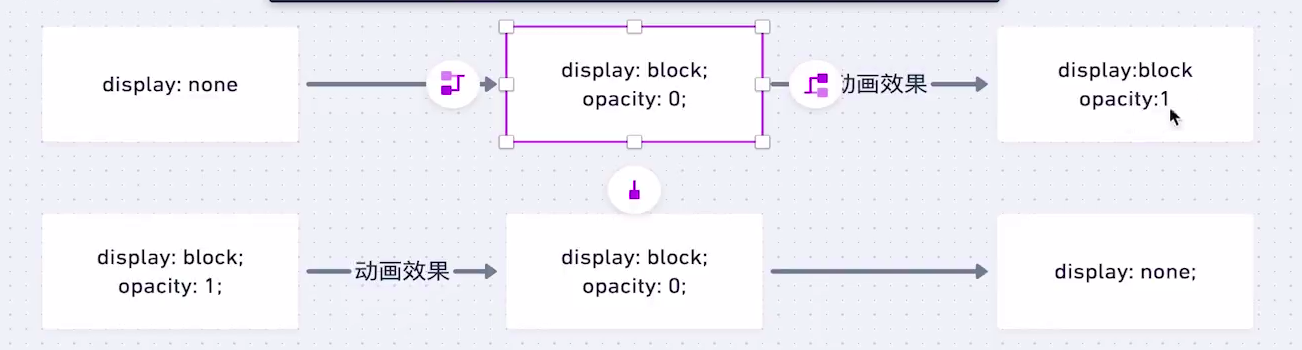 display: none
display: block;
opacity: 0;
动画效果
display:block
opacity:1
display: block;
opacity: 1;
动画效果
display: block;
opacity: 0;
display: none;